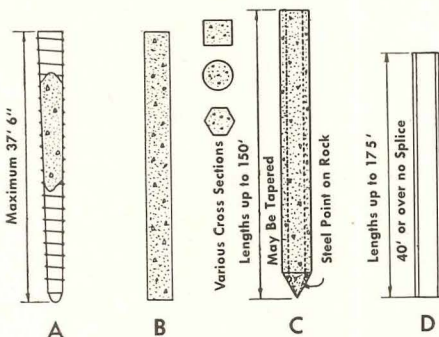 Maximum 37' 6"
A
B
Various Cross Sections
Lengths up to 150'
May Be Tapered
Steel Point on Rock
C
Lengths up to 175'
40' or over no Splice
D